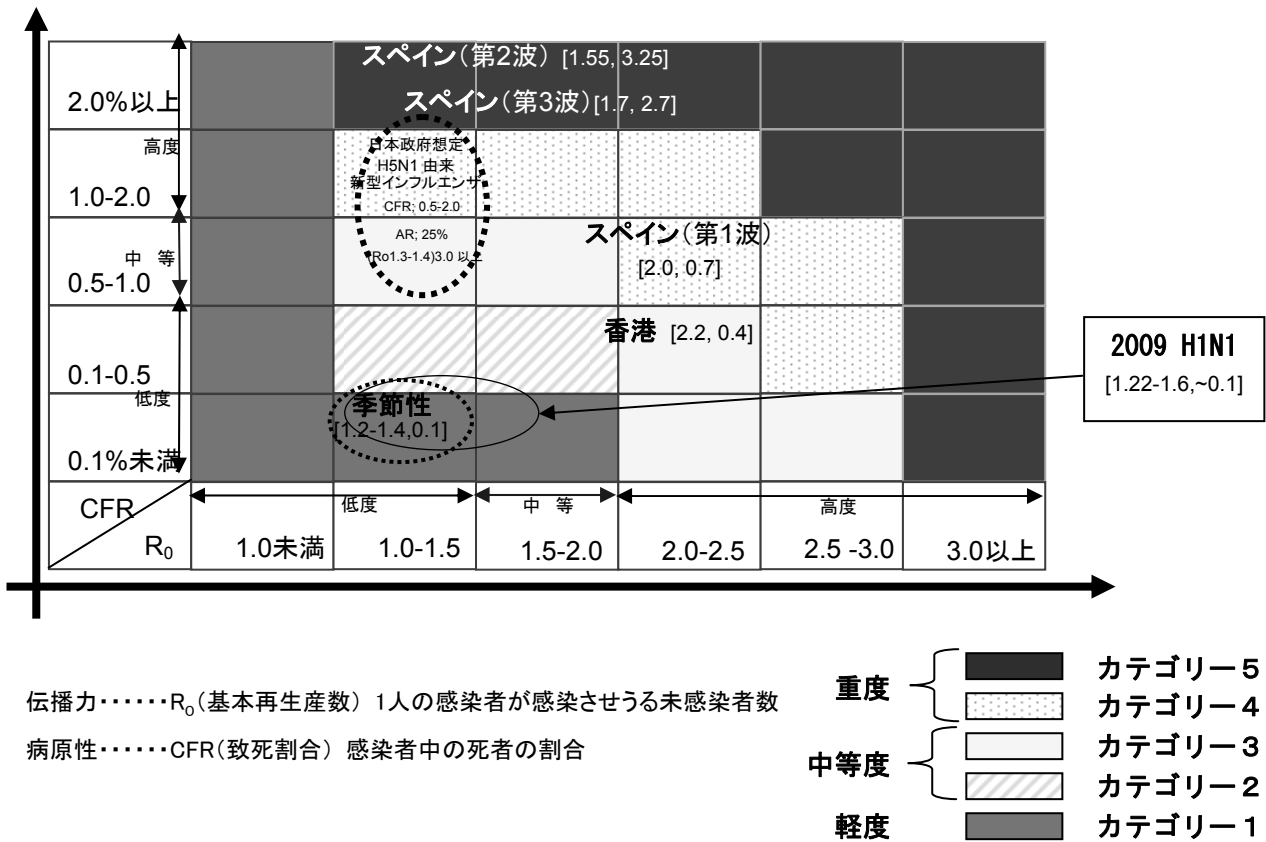 スペイン（第2波） [1.55, 3.25]
2.0%以上
スペイン（第3波）[1.7, 2.7]
高度
日本政府想定
H5N1 由来
新型インフルエンザ
1.0-2.0
CFR; 0.5-2.0
AR; 25%
(Ro1.3-1.4)3.0 以上
スペイン（第1波）
[2.0, 0.7]
中 等
0.5-1.0
香港 [2.2, 0.4]
2009 H1N1
[1.22-1.6,~0.1]
0.1-0.5
低度
季節性
[1.2-1.4,0.1]
0.1%未満
CFR
低度 中 等 高度
R₀ 1.0未満 1.0-1.5 1.5-2.0 2.0-2.5 2.5 -3.0 3.0以上
伝播力・・・・・・R₀（基本再生産数） 1人の感染者が感染させうる未感染者数
病原性・・・・・・CFR（致死割合） 感染者中の死者の割合
重度
カテゴリー５
カテゴリー４
中等度
カテゴリー３
カテゴリー２
軽度
カテゴリー１